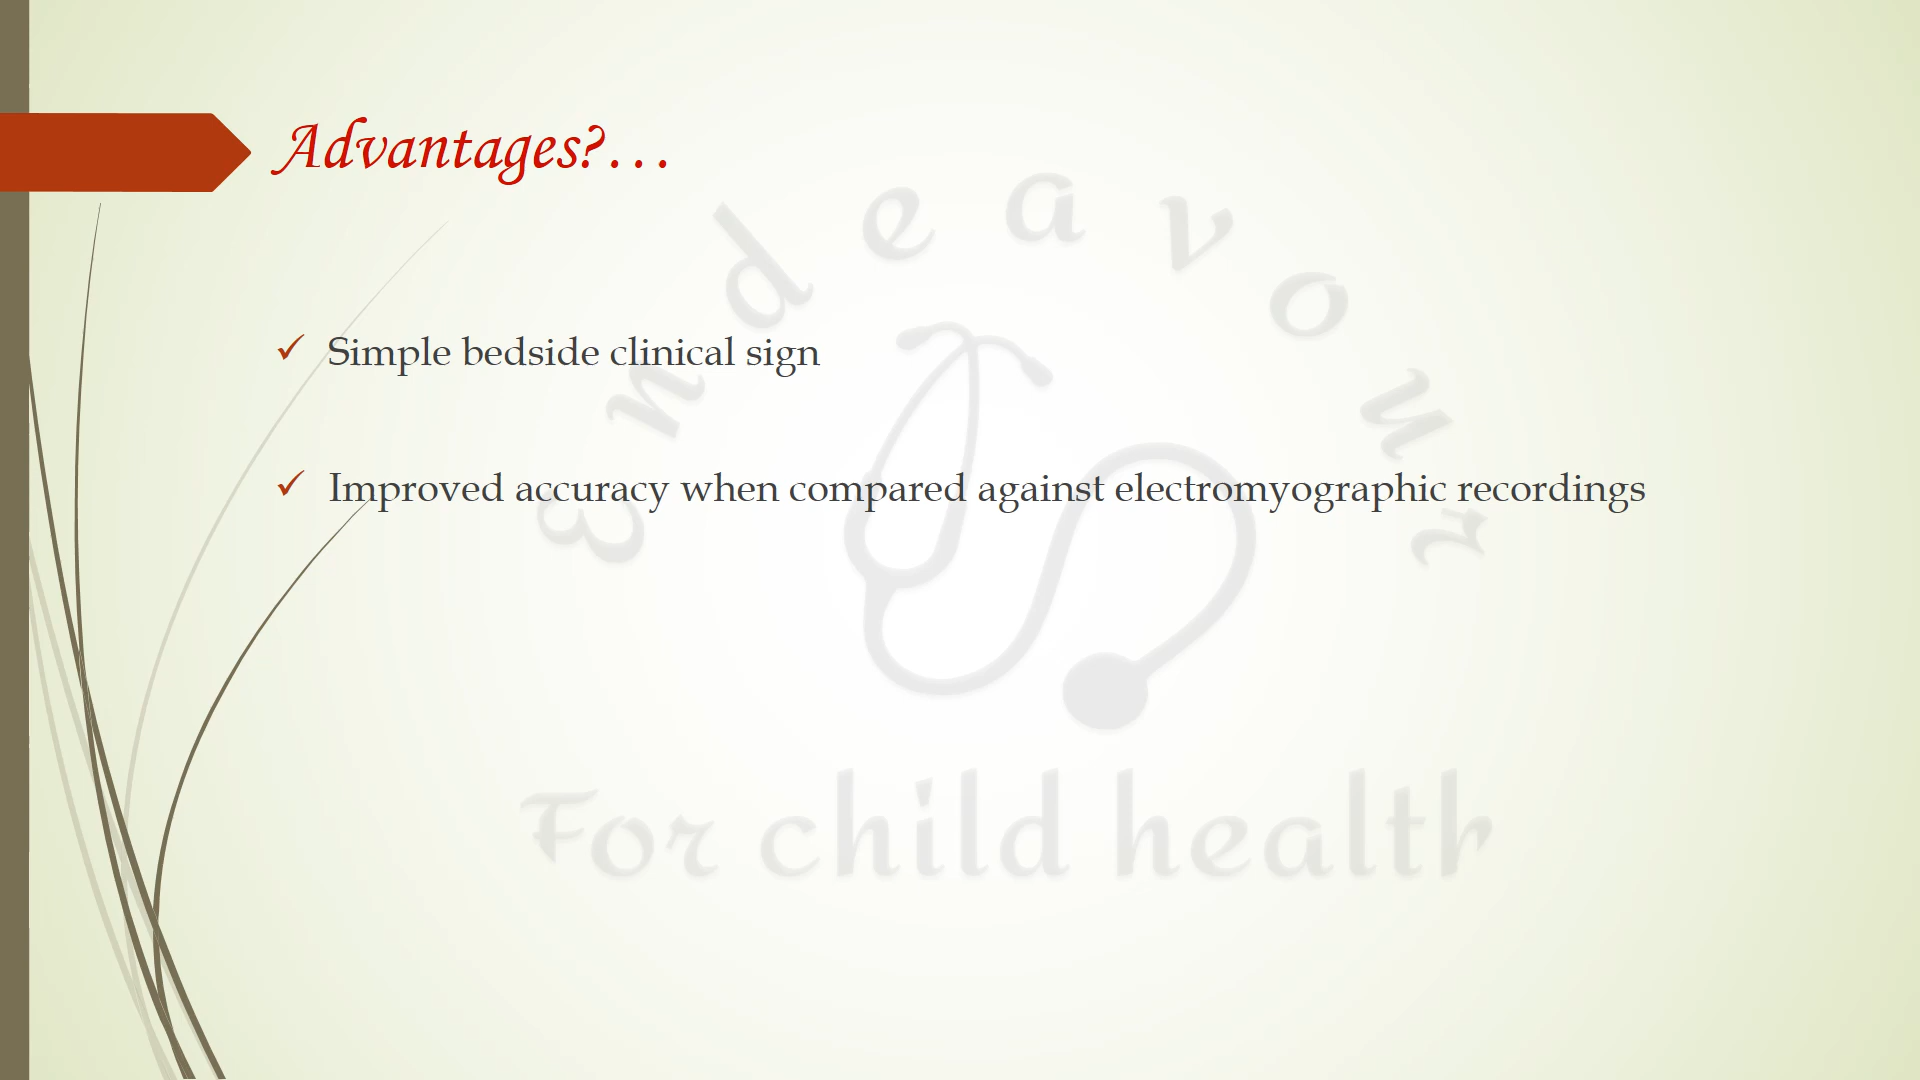 Advantages?...
Endeavour
Simple bedside clinical sign
Improved accuracy when compared against electromyographic recordings
For child health